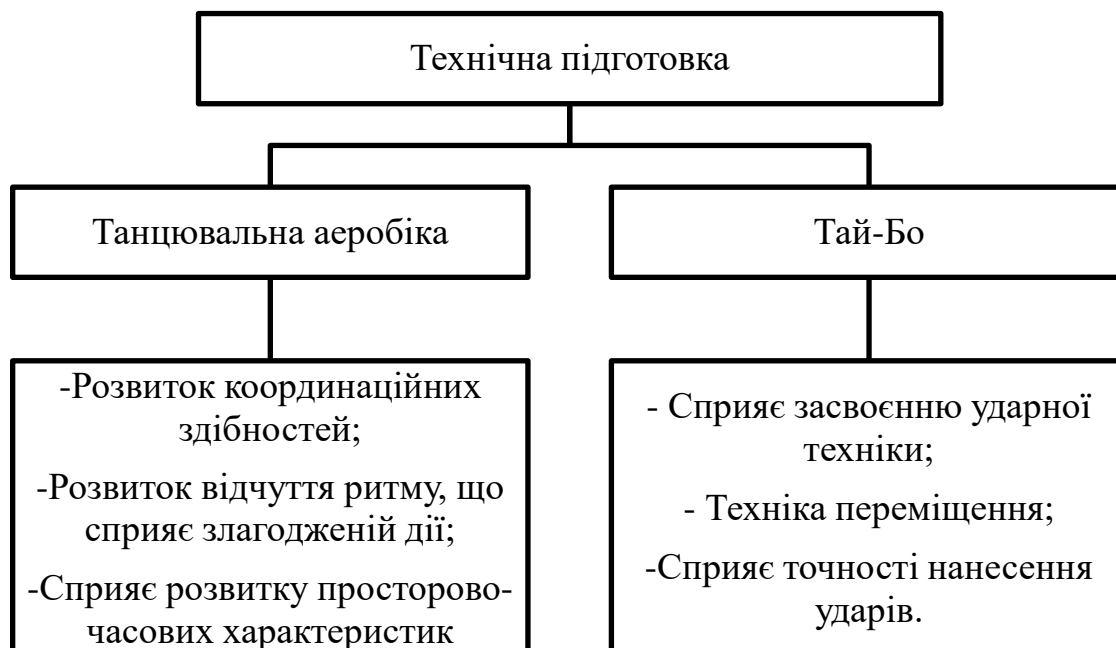 Технічна підготовка
Танцювальна аеробіка
Тай-Бо
-Розвиток координаційних
здібностей;
-Розвиток відчуття ритму, що
сприяє злагодженій дії;
-Сприяє розвитку просторово-
часових характеристик
- Сприяє засвоєнню ударної
техніки;
- Техніка переміщення;
-Сприяє точності нанесення
ударів.